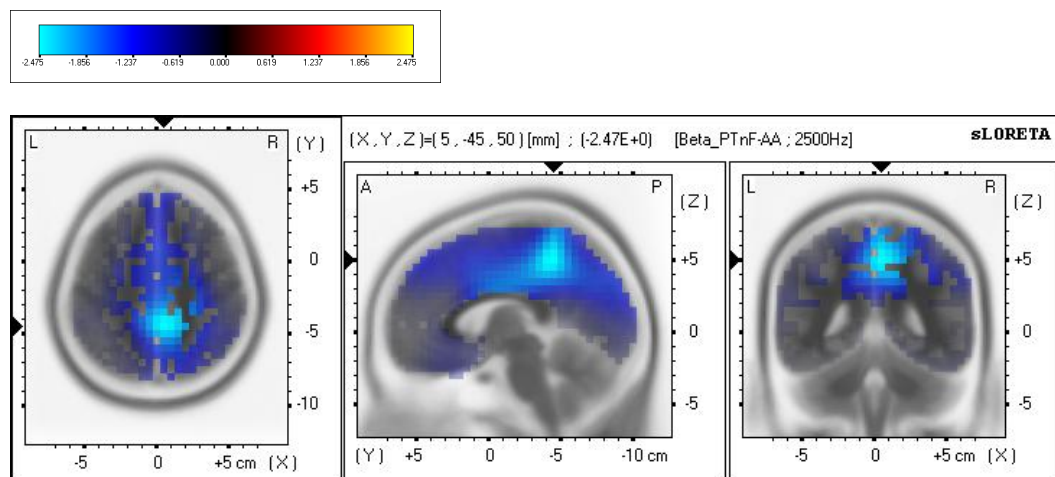 -2.475 -1.856 -1.237 -0.619 0.000 0.619 1.237 1.856 2.475
(X , Y , Z )=( 5 , -45 , 50 ) [mm] ; (-2.47E+0) [Beta_PTnF-AA ; 2500Hz] sLORETA
L R (Y)
+5
0
-5
-10
-5 0 +5 cm (X)
A P (Z)
+5
0
-5
(Y) +5 0 -5 -10 cm
L R (Z)
+5
0
-5
-5 0 +5 cm (X)